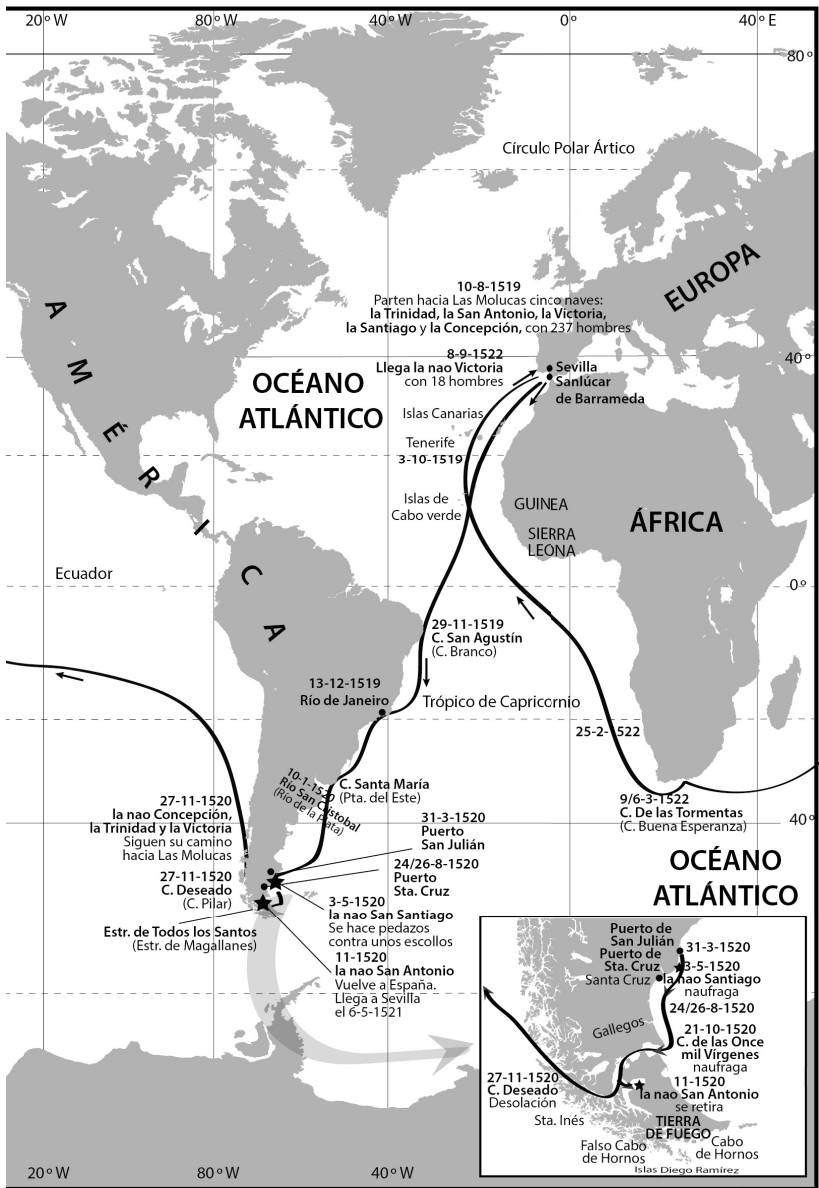 20° W 80° W 40° W 0° 40° E
80°
Círculo Polar Ártico
EUROPA
AMÉRICA
10-8-1519
Parten hacia Las Molucas cinco naves:
la Trinidad, la San Antonio, la Victoria,
la Santiago y la Concepción, con 237 hombres
8-9-1522
Llega la nao Victoria
con 18 hombres
40°
Sevilla
Sanlúcar
de Barrameda
OCÉANO
ATLÁNTICO
Islas Canarias
Tenerife
3-10-1519
Islas de
Cabo verde
GUINEA
SIERRA
LEONA
ÁFRICA
Ecuador
0°
29-11-1519
C. San Agustín
(C. Branco)
13-12-1519
Río de Janeiro
Trópico de Capricornio
25-2-1522
10-1-1520
Río San Cristobal
(Río de la Plata)
C. Santa María
(Pta. del Este)
9/6-3-1522
C. De las Tormentas
(C. Buena Esperanza)
40°
27-11-1520
la nao Concepción,
la Trinidad y la Victoria
Siguen su camino
hacia Las Molucas
31-3-1520
Puerto
San Julián
24/26-8-1520
Puerto
Sta. Cruz
27-11-1520
C. Deseado
(C. Pilar)
3-5-1520
la nao San Santiago
Se hace pedazos
contra unos escollos
Estr. de Todos los Santos
(Estr. de Magallanes)
11-1520
la nao San Antonio
Vuelve a España.
Llega a Sevilla
el 6-5-1521
OCÉANO
ATLÁNTICO
Puerto de
San Julián
31-3-1520
Puerto de
Sta. Cruz
Santa Cruz
3-5-1520
la nao Santiago
naufraga
24/26-8-1520
Gallegos
21-10-1520
C. de las Once
mil Vírgenes
naufraga
27-11-1520
C. Deseado
Desolación
11-1520
la nao San Antonio
se retira
Sta. Inés
TIERRA
DE FUEGO
Falso Cabo
de Hornos
Cabo
de Hornos
Islas Diego Ramírez
20° W 80° W 40° W